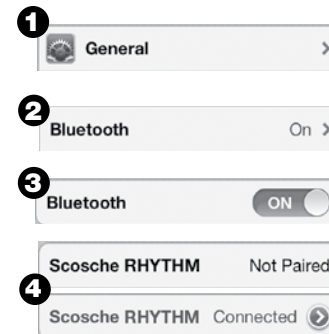 1
General
2
Bluetooth On
3
Bluetooth ON
Scosche RHYTHM Not Paired
4
Scosche RHYTHM Connected